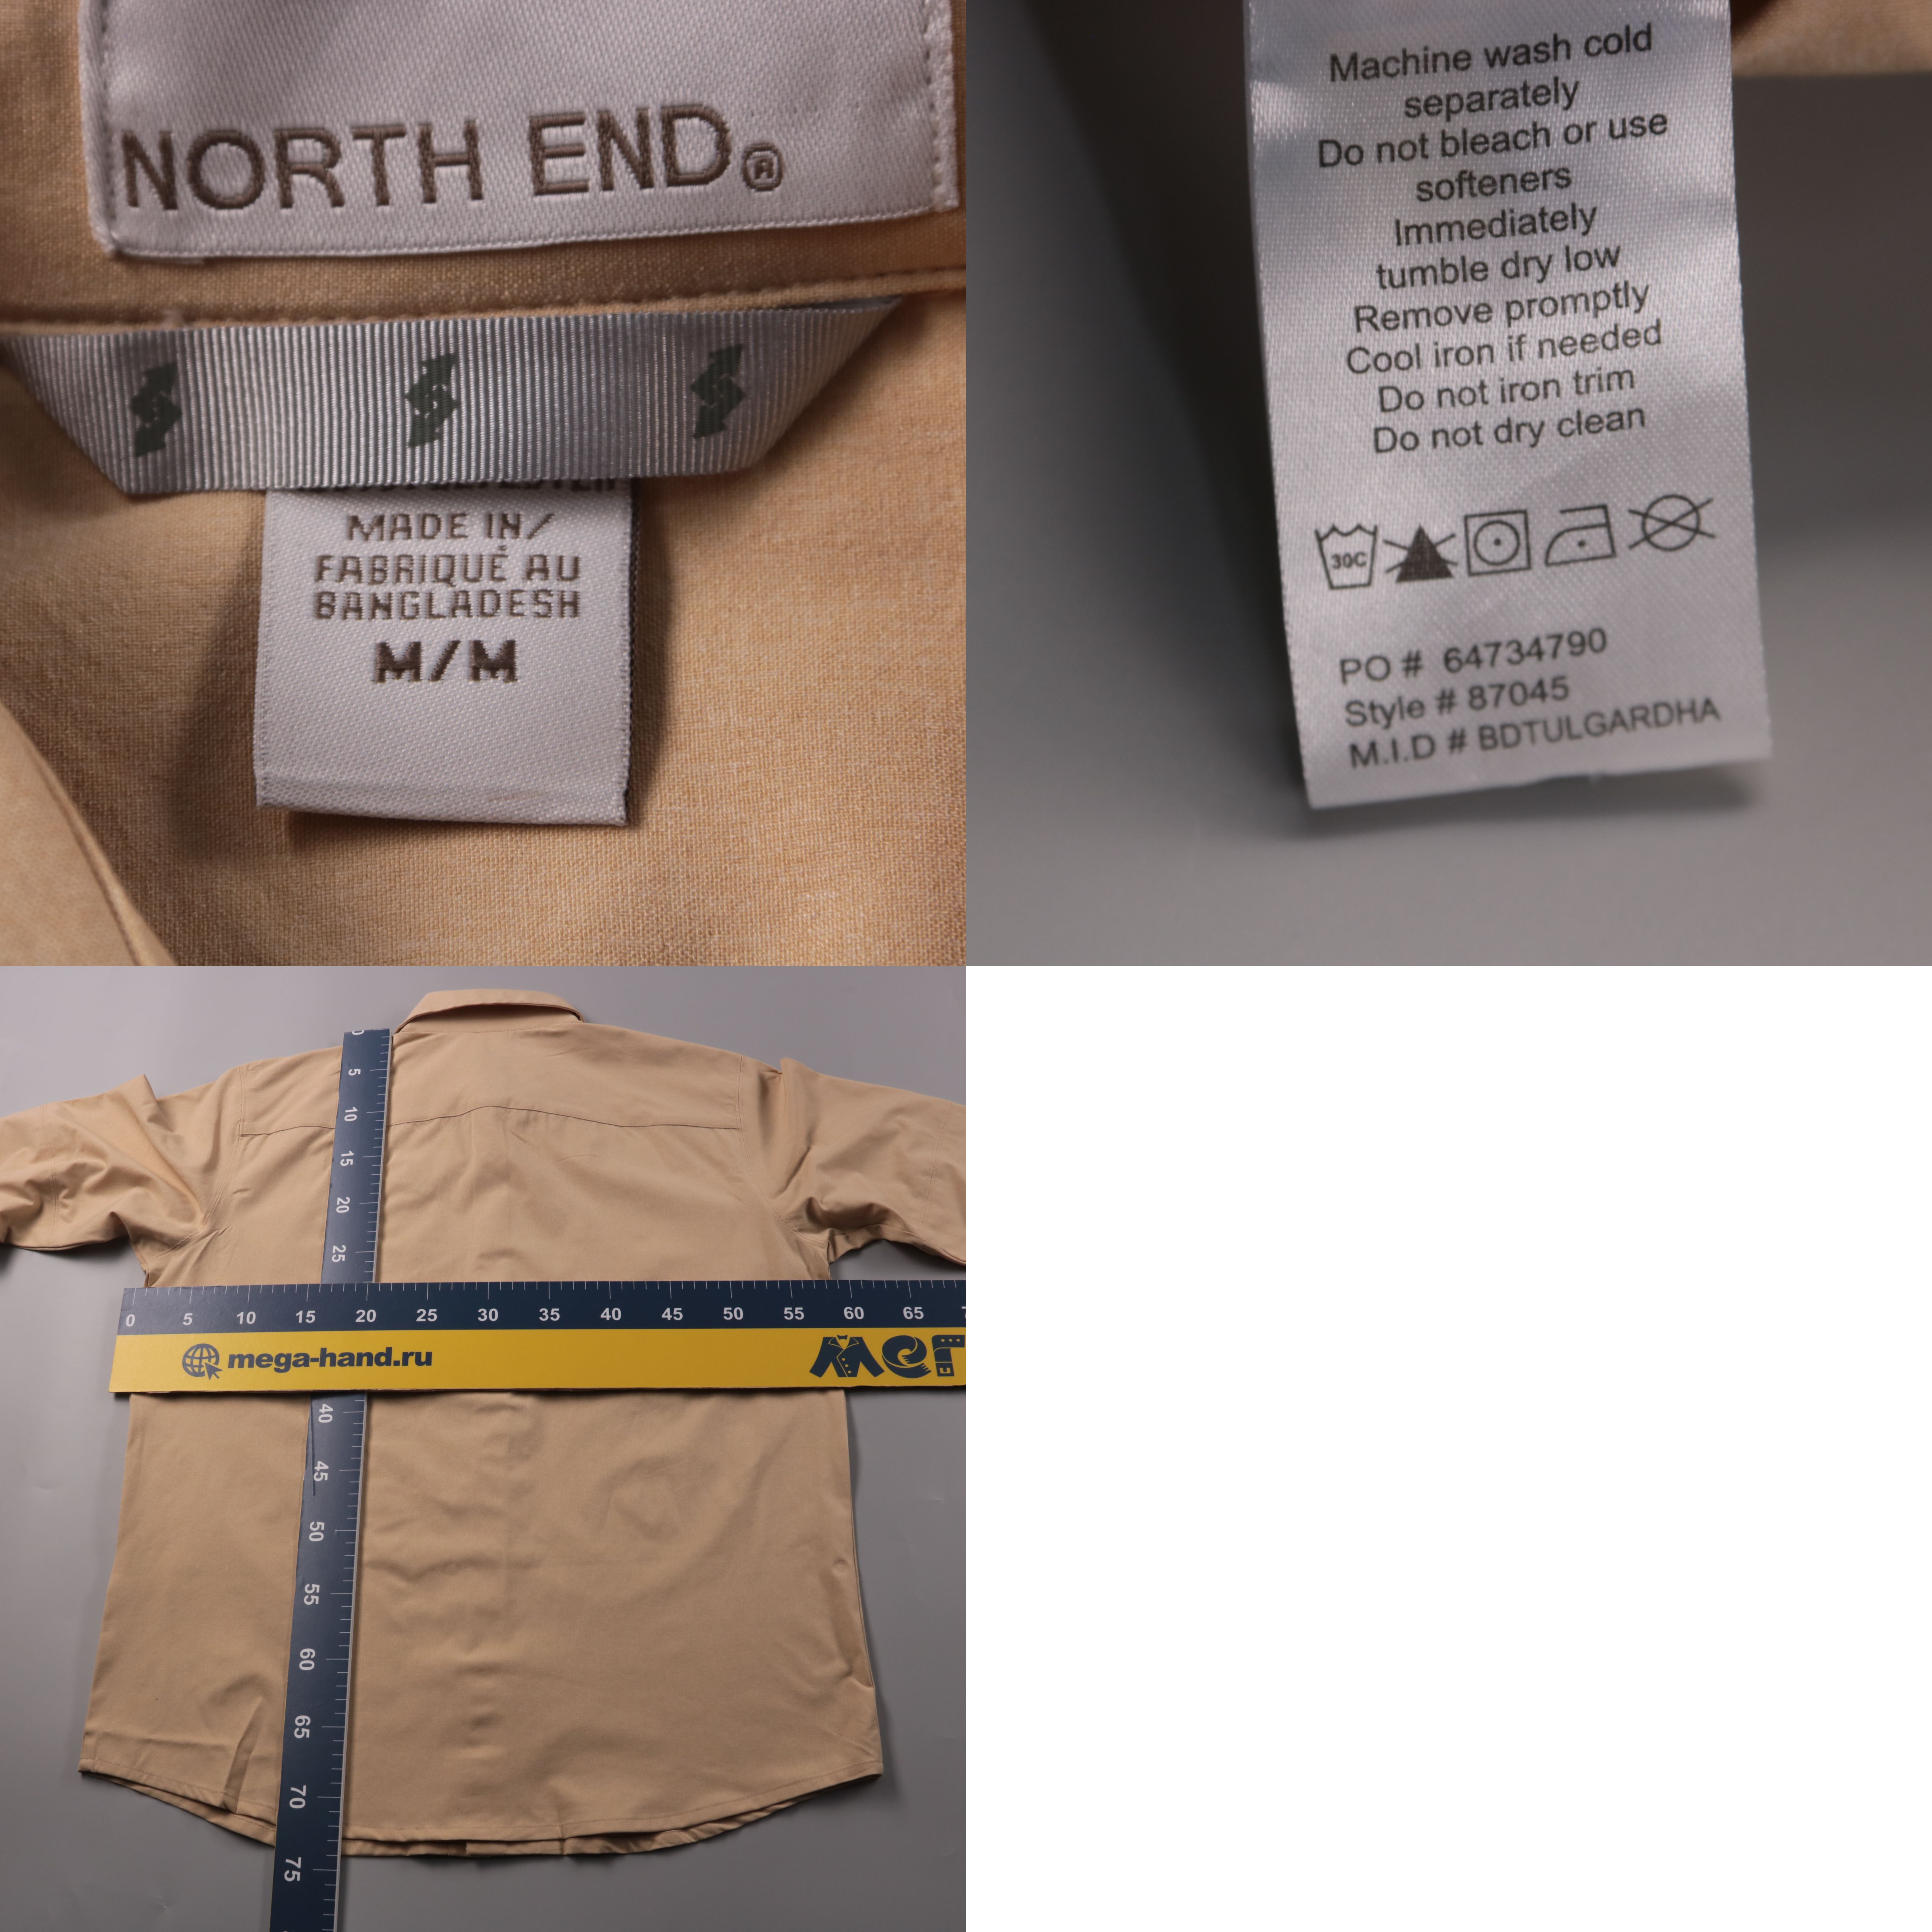 NORTH END®
MADE IN/
FABRIQUÉ AU
BANGLADESH
M/M
Machine wash cold
separately
Do not bleach or use
softeners
Immediately
tumble dry low
Remove promptly
Cool iron if needed
Do not iron trim
Do not dry clean
30C
PO # 64734790
Style # 87045
M.I.D # BDTULGARDHA
0
5
10
15
20
25
0 5 10 15 20 25 30 35 40 45 50 55 60 65
mega-hand.ru
мег
40
45
50
55
60
65
70
75